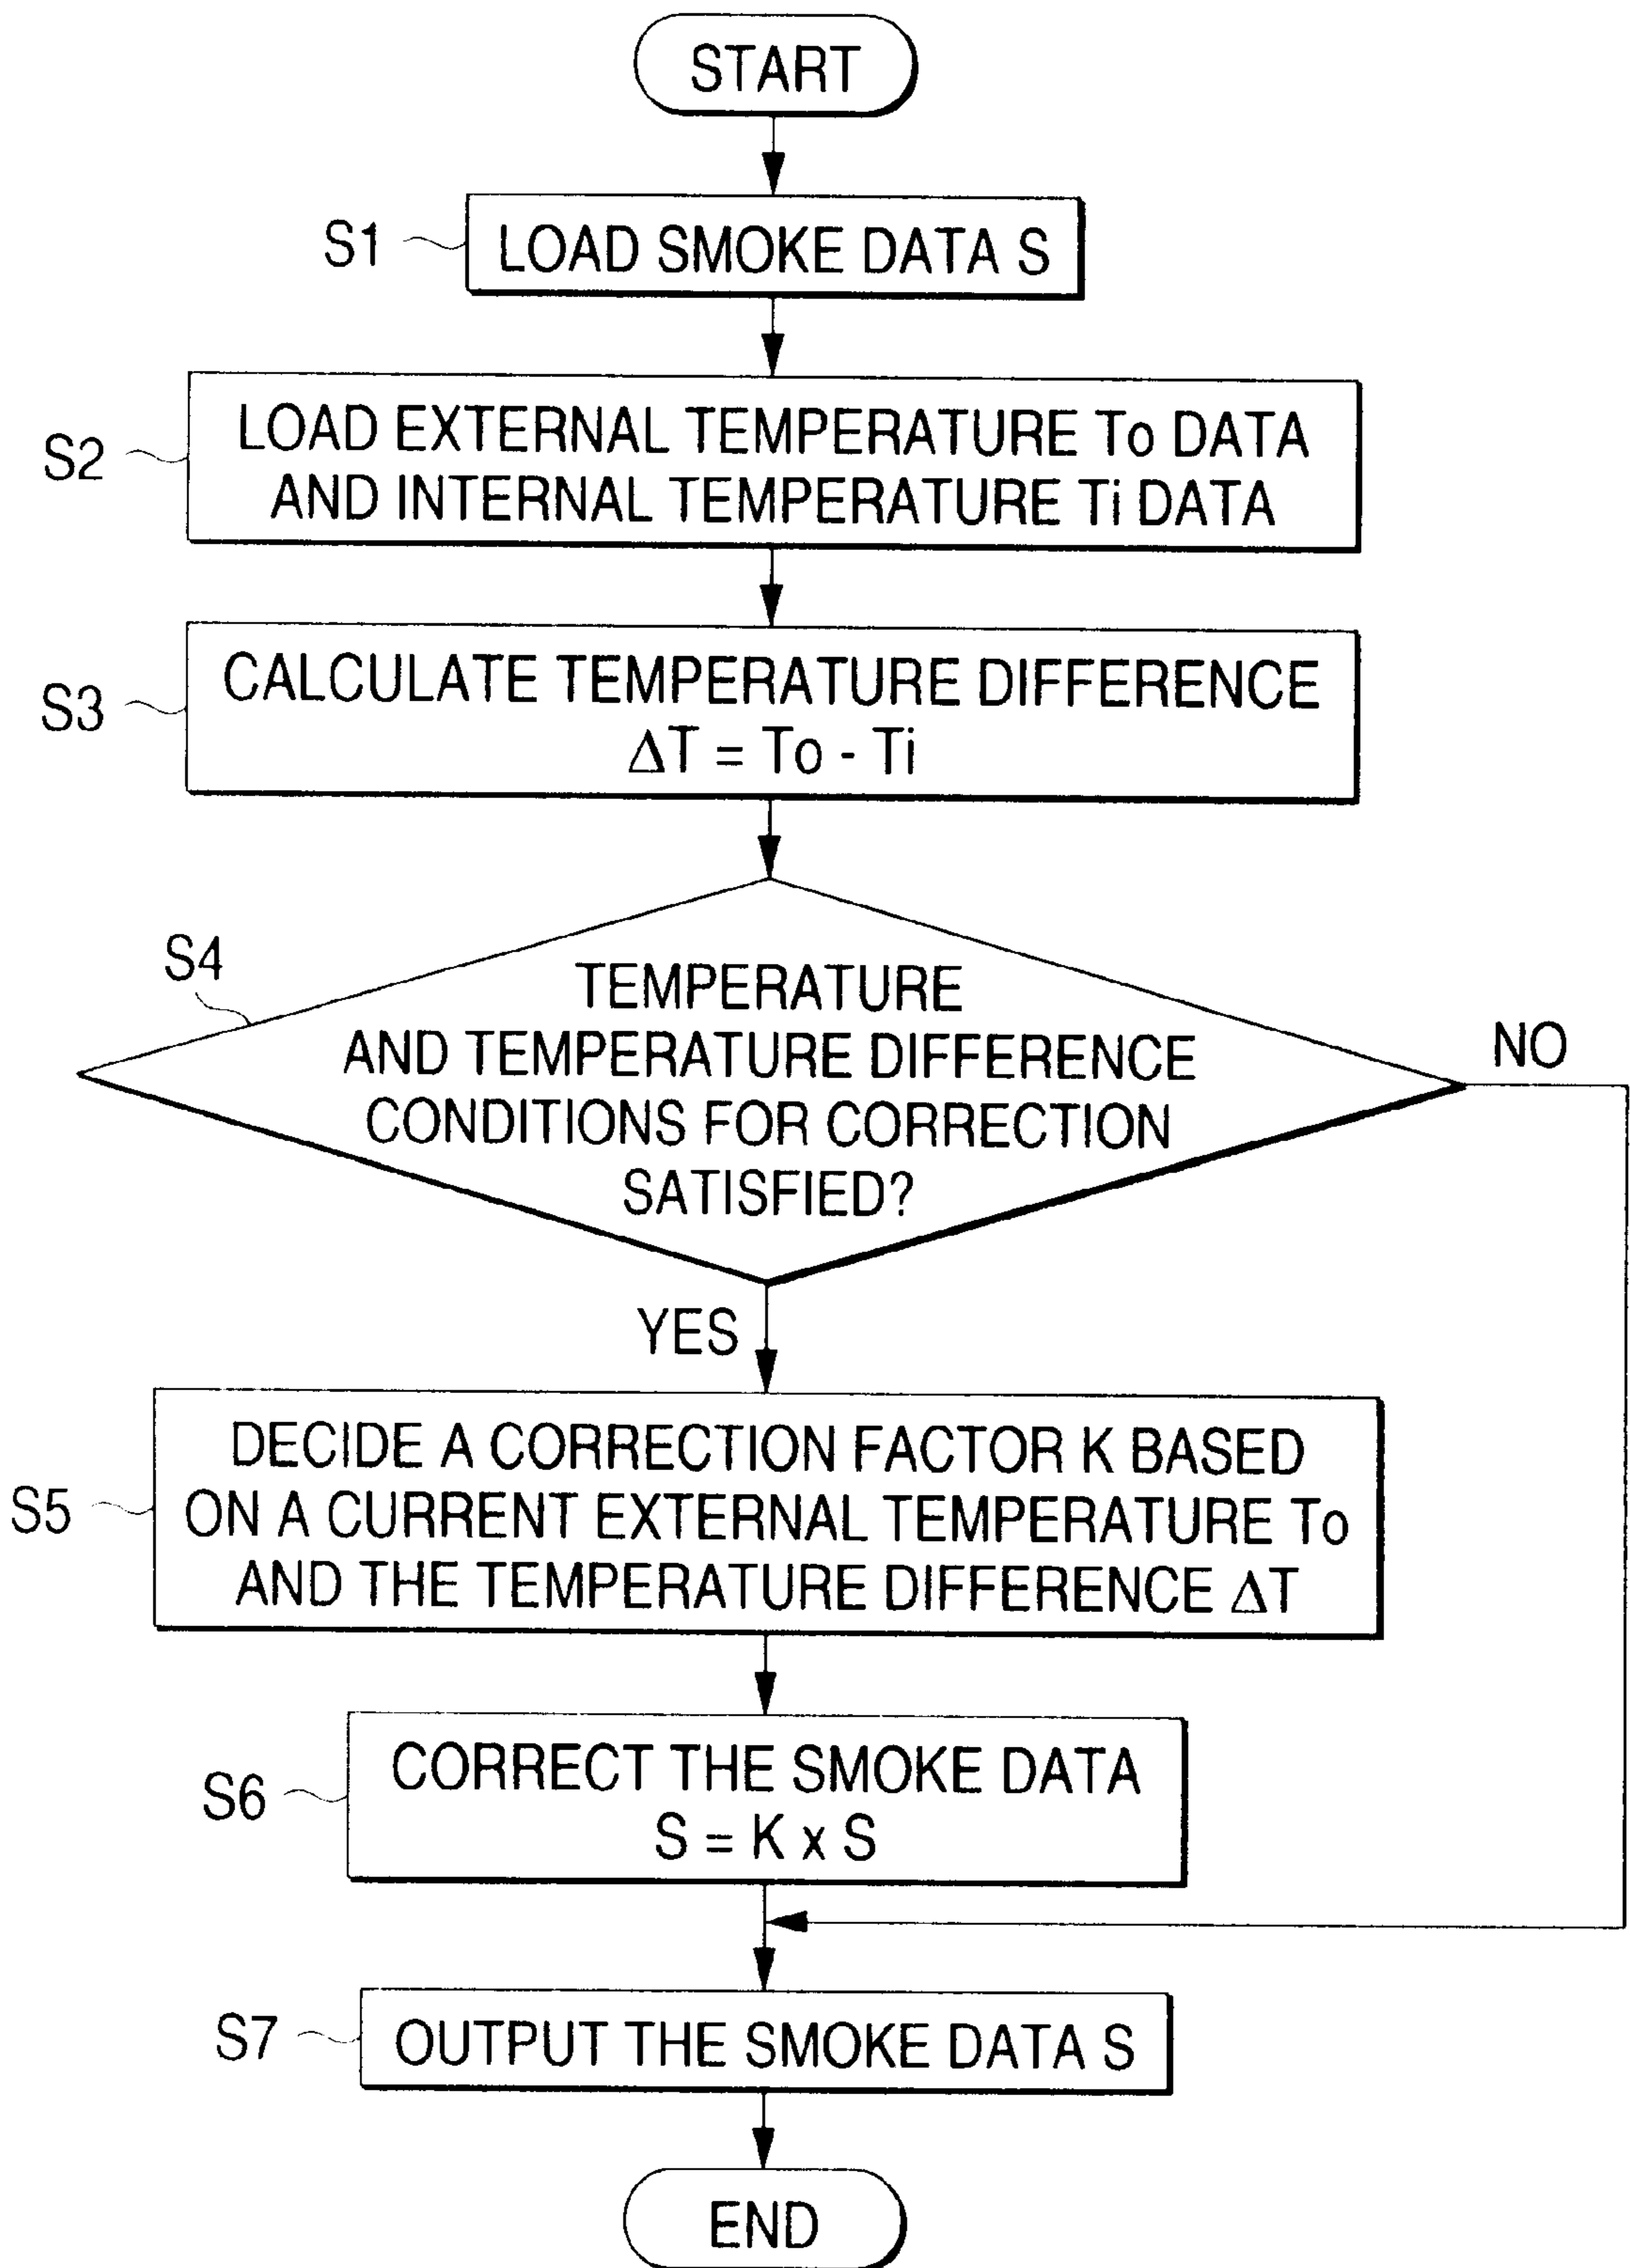 START
S1
LOAD SMOKE DATA S
S2
LOAD EXTERNAL TEMPERATURE To DATA
AND INTERNAL TEMPERATURE Ti DATA
S3
CALCULATE TEMPERATURE DIFFERENCE
ΔT = To - Ti
S4
TEMPERATURE
AND TEMPERATURE DIFFERENCE
CONDITIONS FOR CORRECTION
SATISFIED?
NO
YES
S5
DECIDE A CORRECTION FACTOR K BASED
ON A CURRENT EXTERNAL TEMPERATURE To
AND THE TEMPERATURE DIFFERENCE ΔT
S6
CORRECT THE SMOKE DATA
S = K x S
S7
OUTPUT THE SMOKE DATA S
END